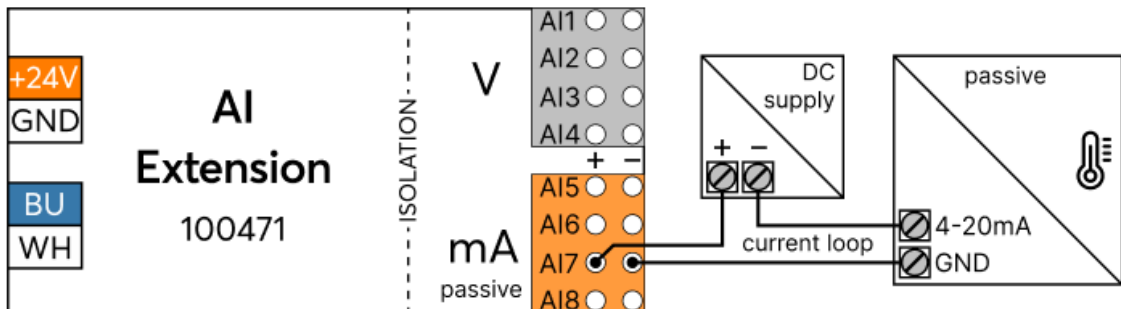 +24V
GND
BU
WH
AI
Extension
100471
ISOLATION
V
mA
passive
AI1
AI2
AI3
AI4
+ −
AI5
AI6
AI7
AI8
DC
supply
+ −
current loop
passive
4-20mA
GND